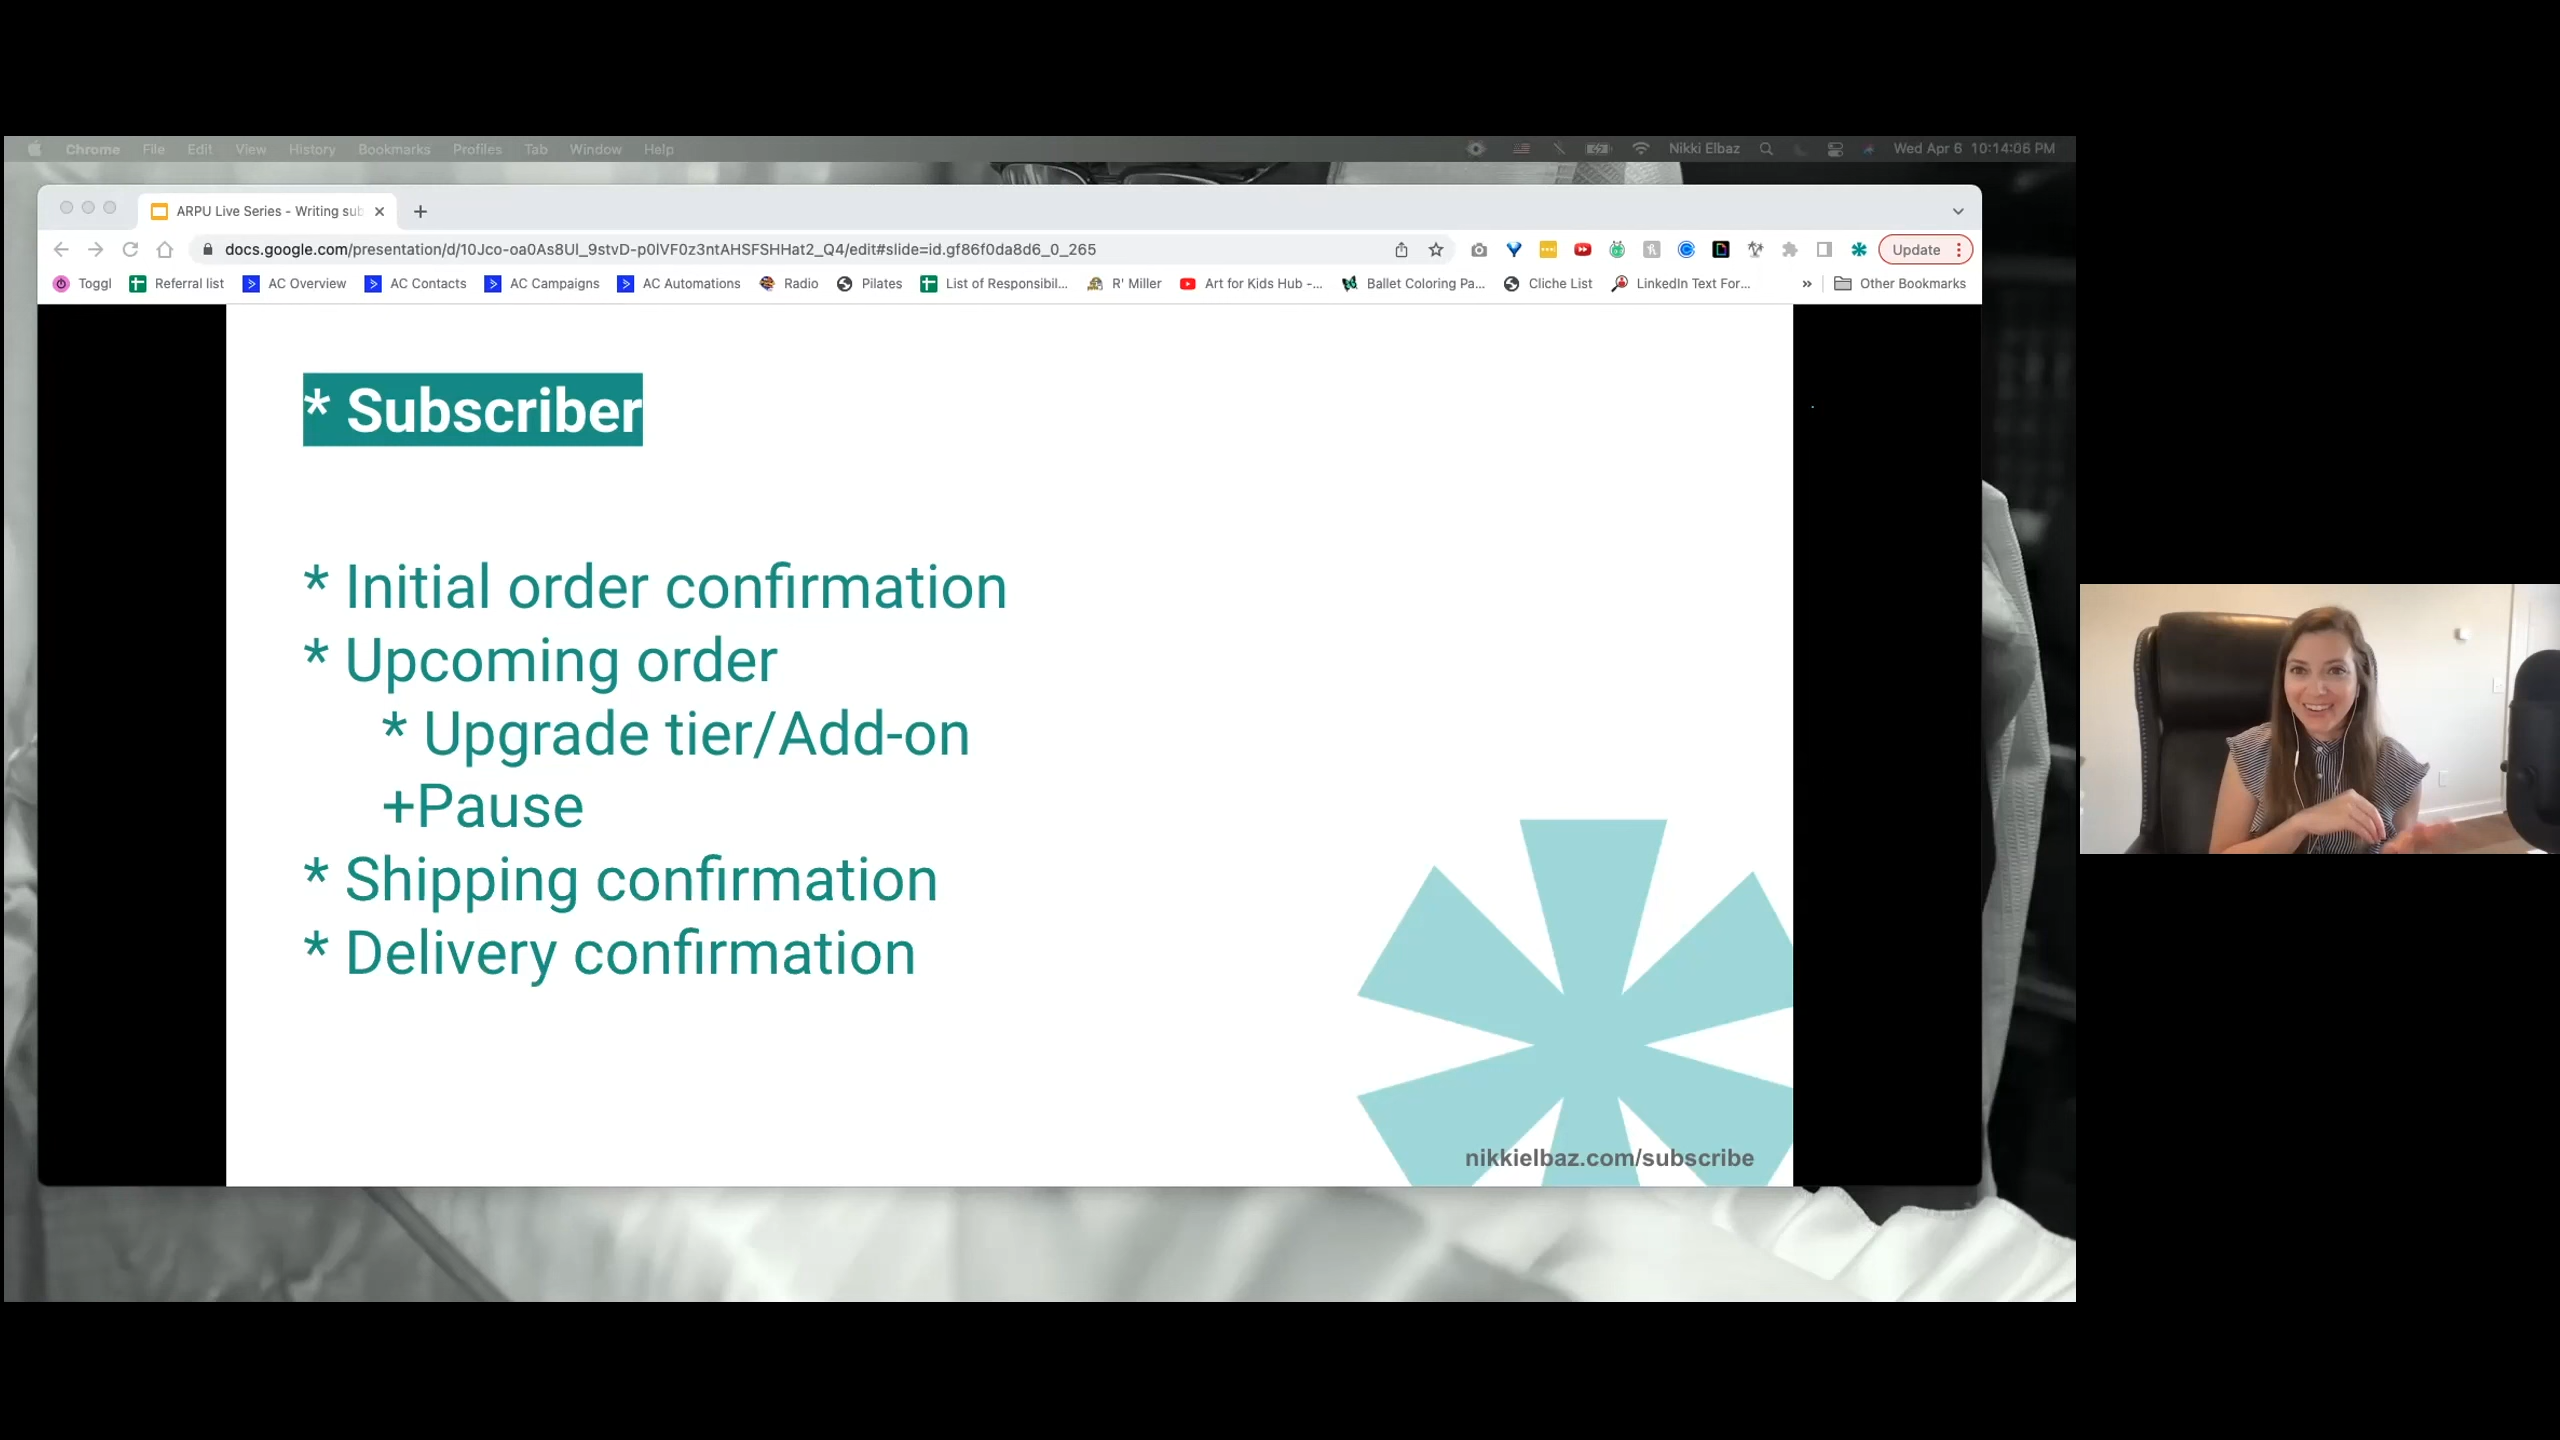 Chrome File Edit View History Bookmarks Profiles Tab Window Help Nikki Elbaz Wed Apr 6 10:14:06 PM
ARPU Live Series - Writing sub
docs.google.com/presentation/d/10Jco-oa0As8Ul_9stvD-p0lVF0z3ntAHSFSHHat2_Q4/edit#slide=id.gf86f0da8d6_0_265 Update
Toggl Referral list AC Overview AC Contacts AC Campaigns AC Automations Radio Pilates List of Responsibil... R' Miller Art for Kids Hub -... Ballet Coloring Pa... Cliche List LinkedIn Text For... » Other Bookmarks
* Subscriber
* Initial order confirmation
* Upcoming order
* Upgrade tier/Add-on
+Pause
* Shipping confirmation
* Delivery confirmation
nikkielbaz.com/subscribe